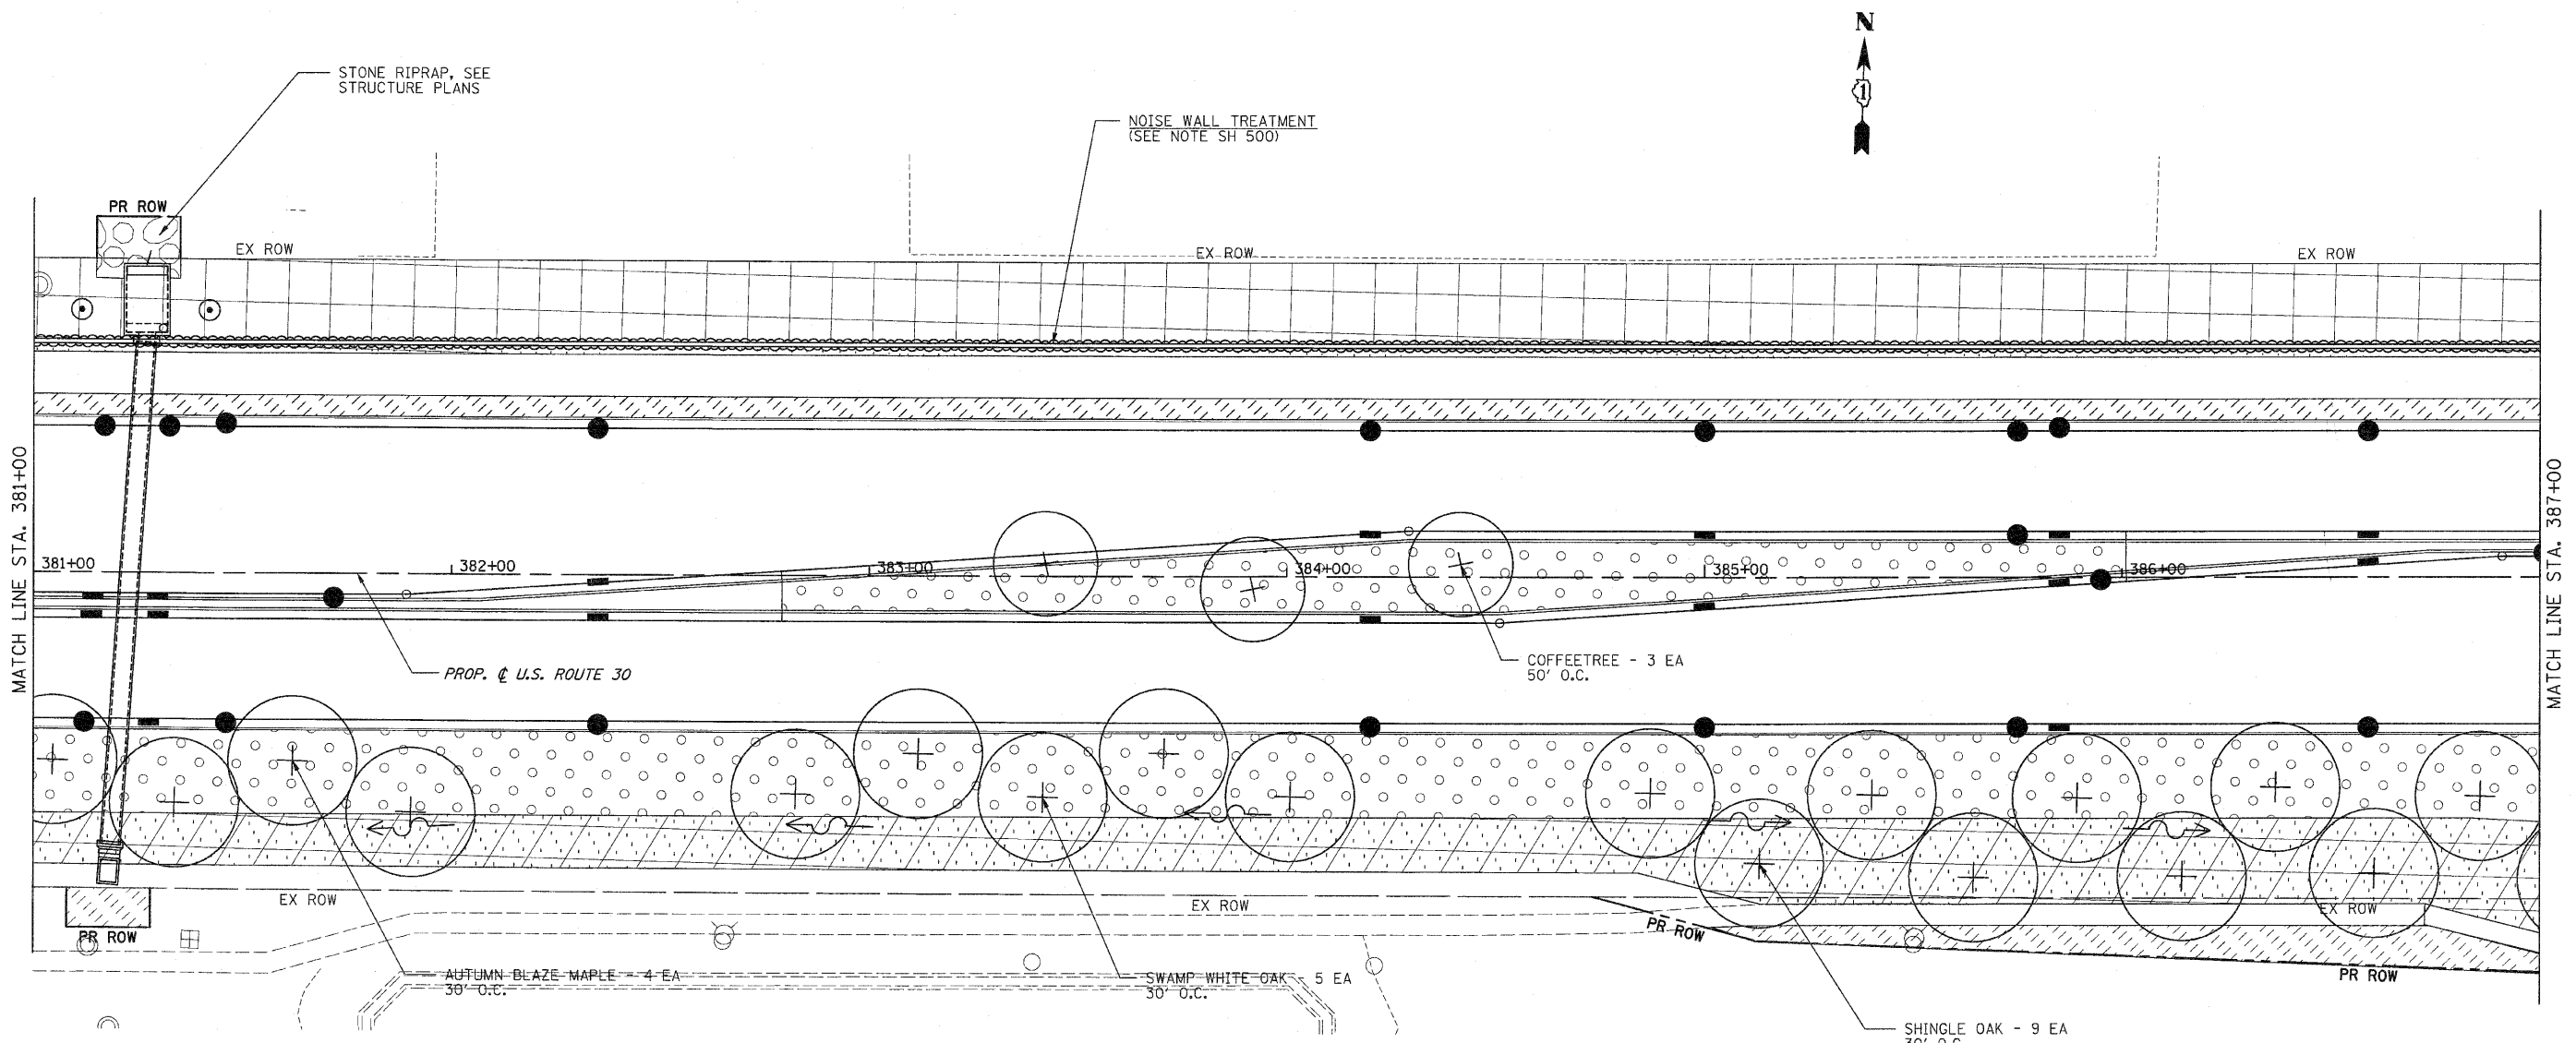 N
1
STONE RIPRAP, SEE
STRUCTURE PLANS
NOISE WALL TREATMENT
(SEE NOTE SH 500)
PR ROW
EX ROW
EX ROW
EX ROW
MATCH LINE STA. 381+00
MATCH LINE STA. 387+00
381+00
382+00
383+00
384+00
385+00
386+00
PROP. ℄ U.S. ROUTE 30
COFFEETREE - 3 EA
50' O.C.
EX ROW
EX ROW
EX ROW
PR ROW
PR ROW
PR ROW
AUTUMN BLAZE MAPLE - 4 EA
30' O.C.
SWAMP WHITE OAK - 5 EA
30' O.C.
SHINGLE OAK - 9 EA
30' O.C.